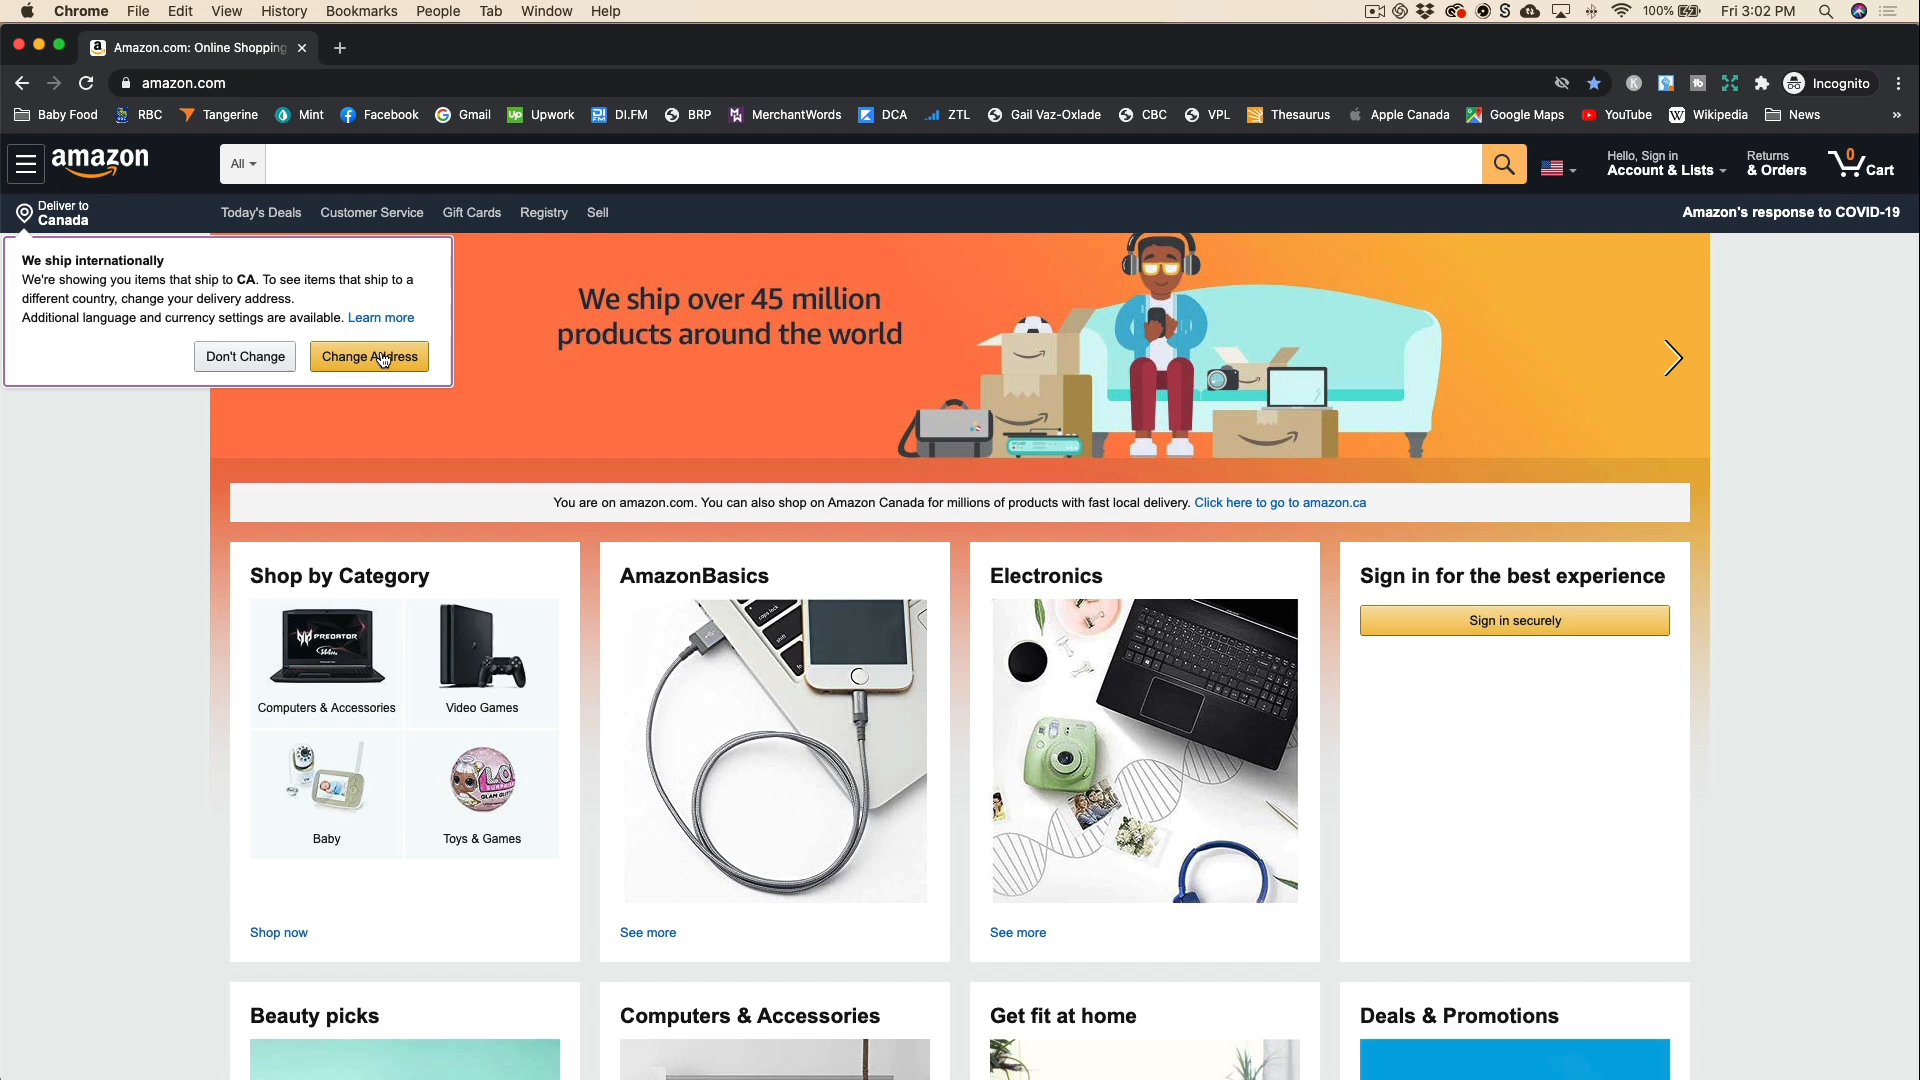 Chrome File Edit View History Bookmarks People Tab Window Help
100% Fri 3:02 PM
Amazon.com: Online Shopping
amazon.com
Incognito
Baby Food RBC Tangerine Mint Facebook Gmail Upwork DI.FM BRP MerchantWords DCA ZTL Gail Vaz-Oxlade CBC VPL Thesaurus Apple Canada Google Maps YouTube Wikipedia News »
amazon
All
Hello, Sign in
Account & Lists
Returns
& Orders
0
Cart
Deliver to
Canada
Today's Deals Customer Service Gift Cards Registry Sell
Amazon's response to COVID-19
We ship internationally
We're showing you items that ship to CA. To see items that ship to a
different country, change your delivery address.
Additional language and currency settings are available. Learn more
Don't Change
Change Address
We ship over 45 million
products around the world
You are on amazon.com. You can also shop on Amazon Canada for millions of products with fast local delivery. Click here to go to amazon.ca
Shop by Category
PREDATOR
Computers & Accessories
Video Games
Baby
Toys & Games
Shop now
AmazonBasics
caps lock
shift
See more
Electronics
See more
Sign in for the best experience
Sign in securely
Beauty picks
Computers & Accessories
Get fit at home
Deals & Promotions